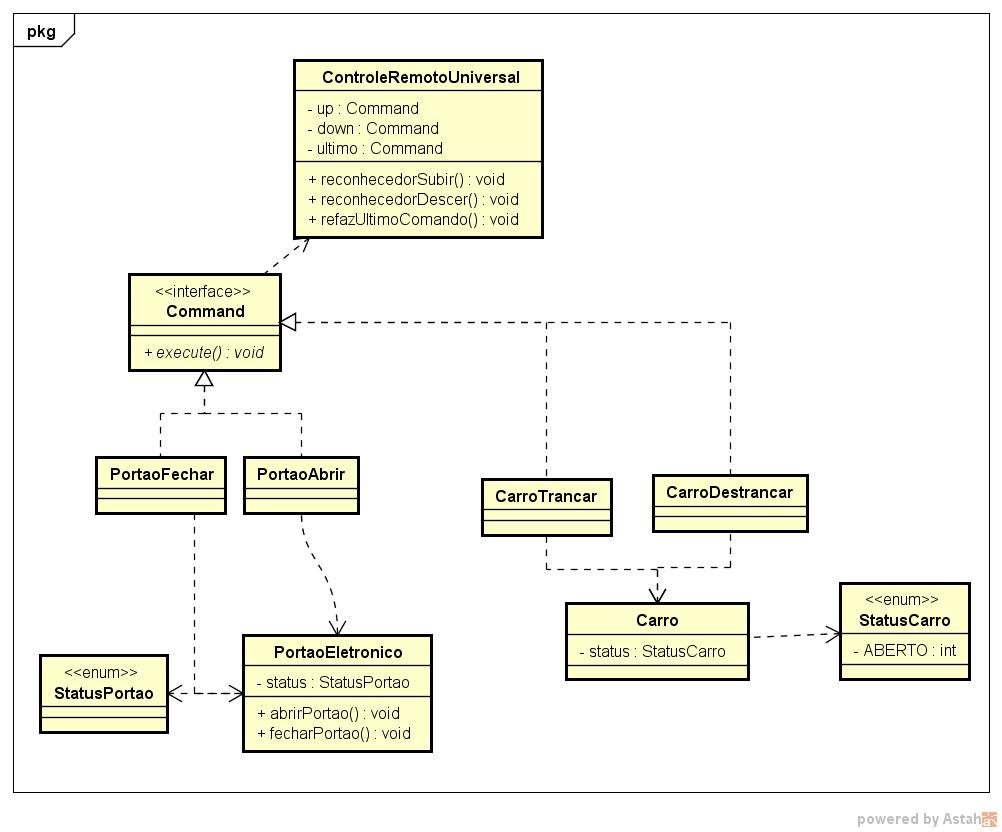 pkg
ControleRemotoUniversal
- up : Command
- down : Command
- ultimo : Command
+ reconhecedorSubir() : void
+ reconhecedorDescer() : void
+ refazUltimoComando() : void
<<interface>>
Command
+ execute() : void
PortaoFechar
PortaoAbrir
CarroTrancar
CarroDestrancar
<<enum>>
StatusPortao
PortaoEletronico
- status : StatusPortao
+ abrirPortao() : void
+ fecharPortao() : void
Carro
- status : StatusCarro
<<enum>>
StatusCarro
- ABERTO : int
powered by Astah